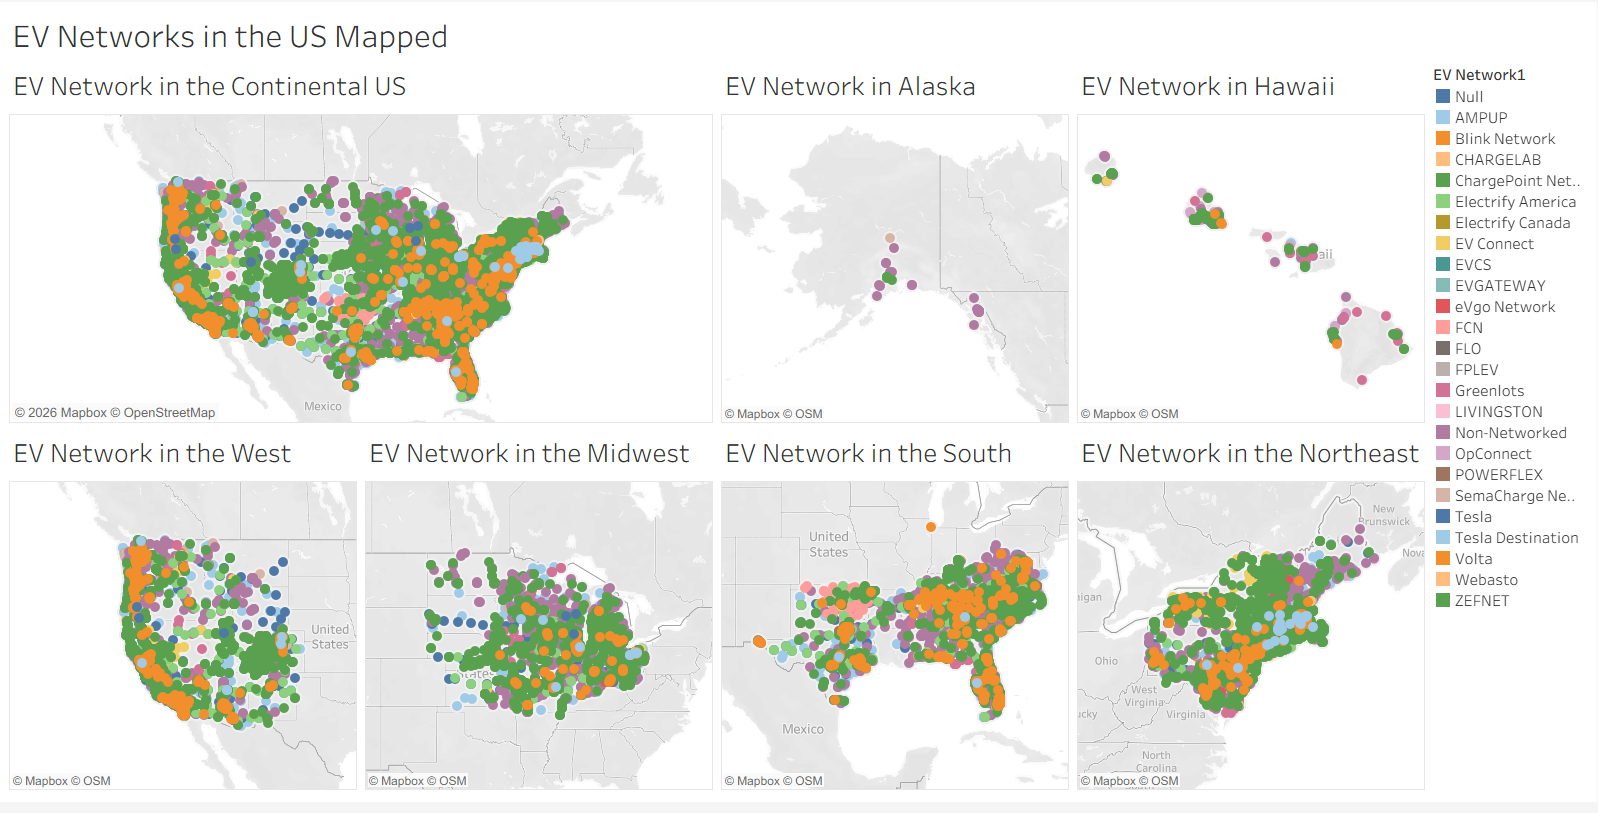 EV Networks in the US Mapped
EV Network in the Continental US
EV Network in Alaska
EV Network in Hawaii
Mexico
© 2026 Mapbox © OpenStreetMap
© Mapbox © OSM
aii
© Mapbox © OSM
EV Network in the West
EV Network in the Midwest
EV Network in the South
EV Network in the Northeast
United
States
© Mapbox © OSM
States
© Mapbox © OSM
United
States
Mexico
© Mapbox © OSM
New
Brunswick
Nova
igan
Ohio
West
Virginia
Virginia
cky
North
Carolina
© Mapbox © OSM
EV Network1
Null
AMPUP
Blink Network
CHARGELAB
ChargePoint Net..
Electrify America
Electrify Canada
EV Connect
EVCS
EVGATEWAY
eVgo Network
FCN
FLO
FPLEV
Greenlots
LIVINGSTON
Non-Networked
OpConnect
POWERFLEX
SemaCharge Ne..
Tesla
Tesla Destination
Volta
Webasto
ZEFNET